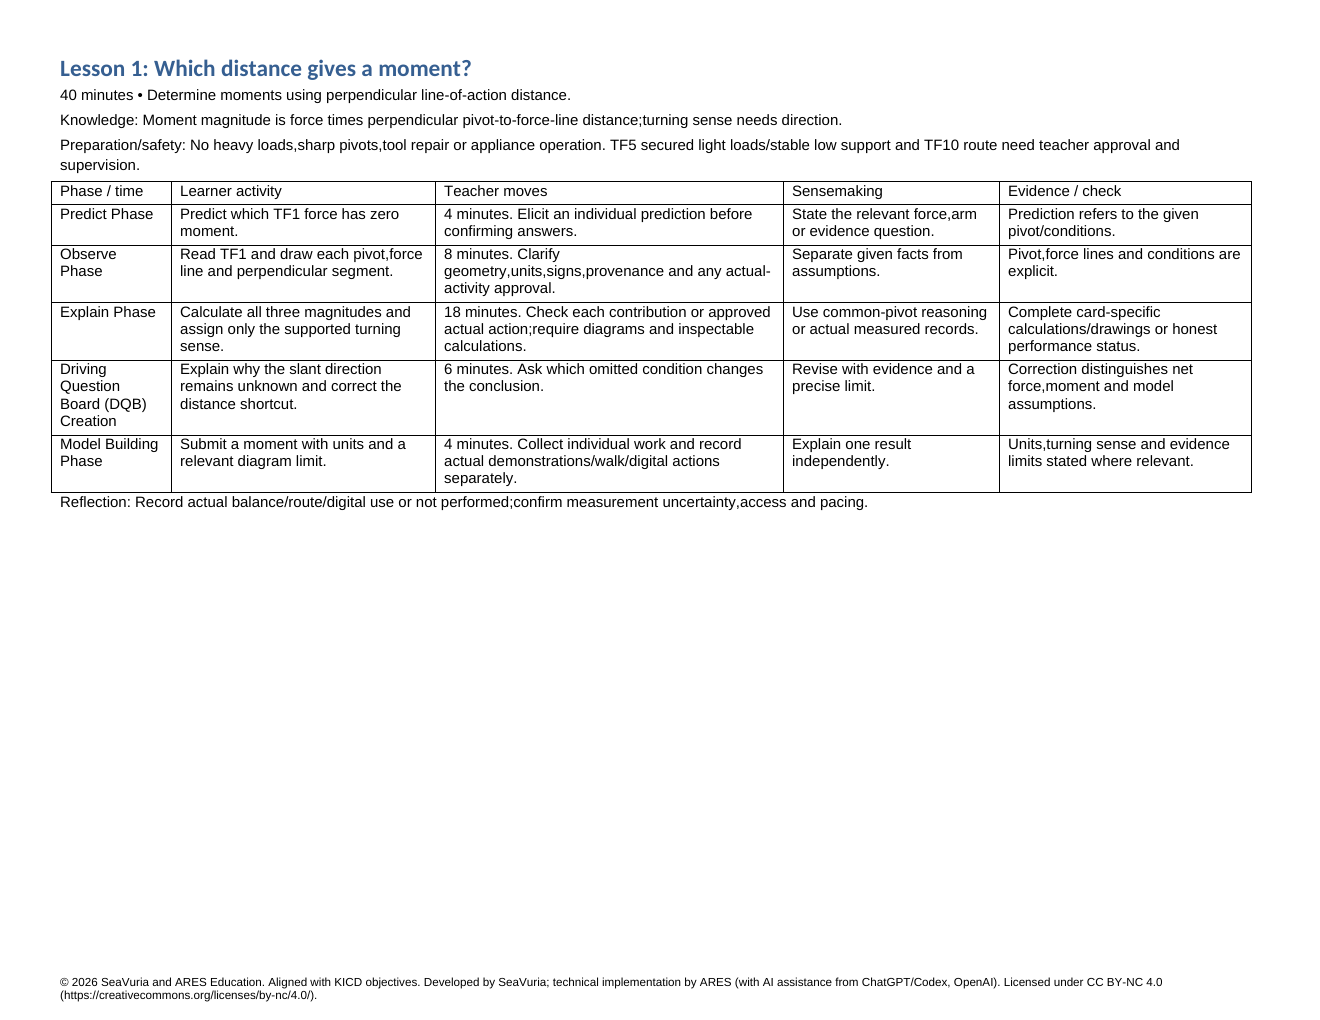 Lesson 1: Which distance gives a moment?
40 minutes • Determine moments using perpendicular line-of-action distance.
Knowledge: Moment magnitude is force times perpendicular pivot-to-force-line distance;turning sense needs direction.
Preparation/safety: No heavy loads,sharp pivots,tool repair or appliance operation. TF5 secured light loads/stable low support and TF10 route need teacher approval and
supervision.
Phase / time
Learner activity
Teacher moves
Sensemaking
Evidence / check
Predict Phase
Predict which TF1 force has zero
moment.
4 minutes. Elicit an individual prediction before
confirming answers.
State the relevant force,arm
or evidence question.
Prediction refers to the given
pivot/conditions.
Observe
Phase
Read TF1 and draw each pivot,force
line and perpendicular segment.
8 minutes. Clarify
geometry,units,signs,provenance and any actual-
activity approval.
Separate given facts from
assumptions.
Pivot,force lines and conditions are
explicit.
Explain Phase
Calculate all three magnitudes and
assign only the supported turning
sense.
18 minutes. Check each contribution or approved
actual action;require diagrams and inspectable
calculations.
Use common-pivot reasoning
or actual measured records.
Complete card-specific
calculations/drawings or honest
performance status.
Driving
Question
Board (DQB)
Creation
Explain why the slant direction
remains unknown and correct the
distance shortcut.
6 minutes. Ask which omitted condition changes
the conclusion.
Revise with evidence and a
precise limit.
Correction distinguishes net
force,moment and model
assumptions.
Model Building
Phase
Submit a moment with units and a
relevant diagram limit.
4 minutes. Collect individual work and record
actual demonstrations/walk/digital actions
separately.
Explain one result
independently.
Units,turning sense and evidence
limits stated where relevant.
Reflection: Record actual balance/route/digital use or not performed;confirm measurement uncertainty,access and pacing.
© 2026 SeaVuria and ARES Education. Aligned with KICD objectives. Developed by SeaVuria; technical implementation by ARES (with AI assistance from ChatGPT/Codex, OpenAI). Licensed under CC BY-NC 4.0
(https://creativecommons.org/licenses/by-nc/4.0/).